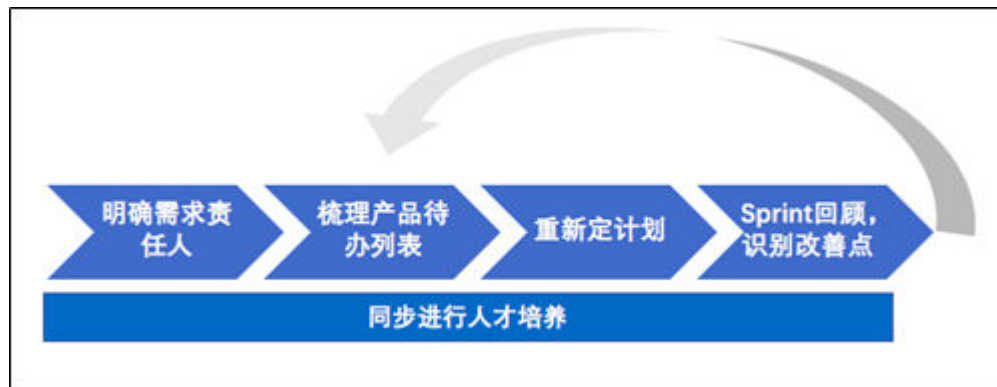 明确需求责
任人
梳理产品待
办列表
重新定计划
Sprint回顾，
识别改善点
同步进行人才培养